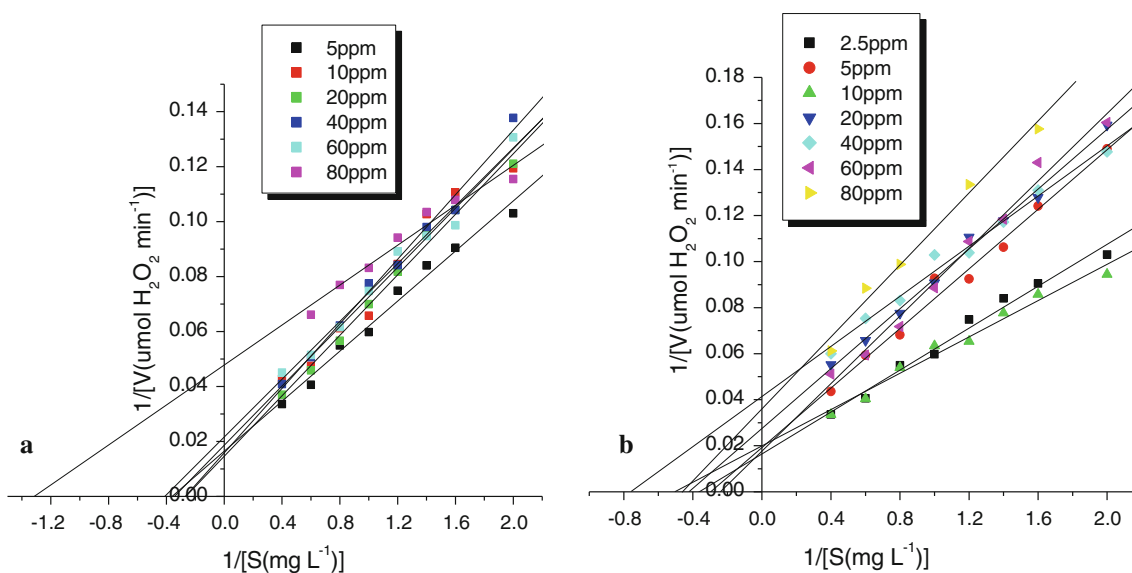 5ppm
10ppm
20ppm
40ppm
60ppm
80ppm
0.14
0.12
0.10
0.08
0.06
0.04
0.02
0.00
1/[V(umol H₂O₂ min⁻¹)]
a
-1.2 -0.8 -0.4 0.0 0.4 0.8 1.2 1.6 2.0
1/[S(mg L⁻¹)]
2.5ppm
5ppm
10ppm
20ppm
40ppm
60ppm
80ppm
0.18
0.16
0.14
0.12
0.10
0.08
0.06
0.04
0.02
0.00
1/[V(umol H₂O₂ min⁻¹)]
b
-0.8 -0.4 0.0 0.4 0.8 1.2 1.6 2.0
1/[S(mg L⁻¹)]